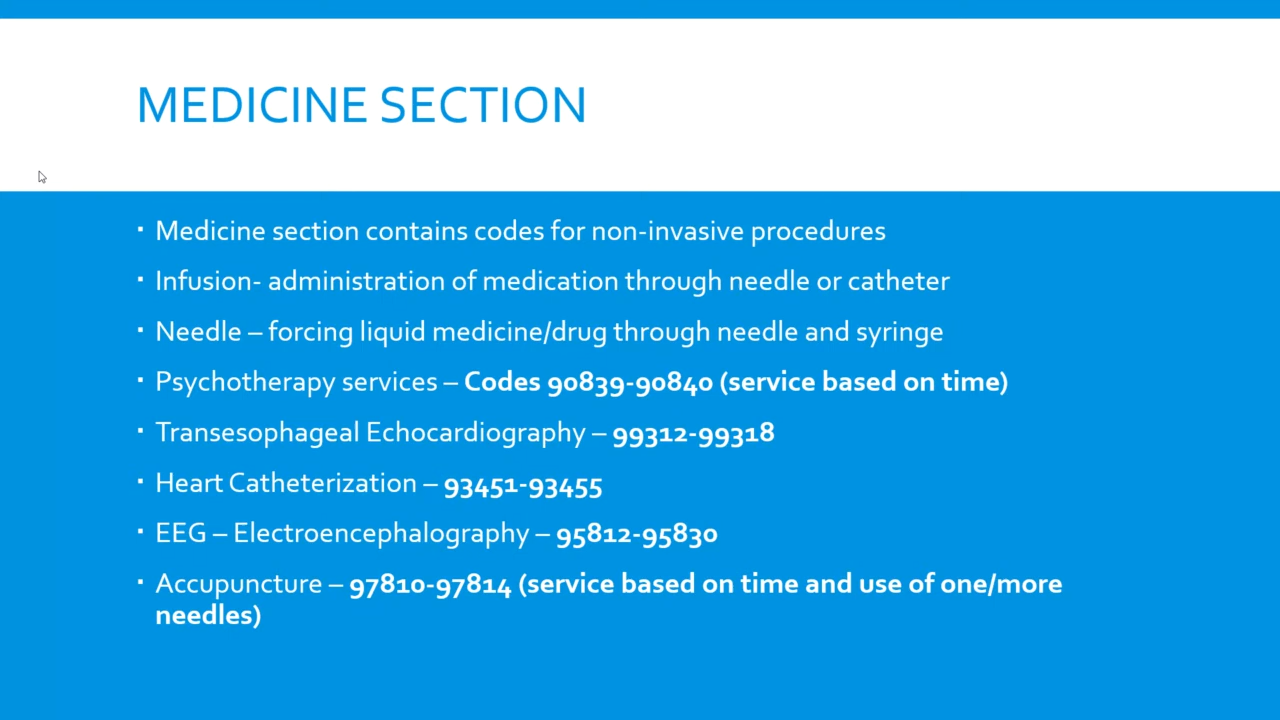 MEDICINE SECTION
▪ Medicine section contains codes for non-invasive procedures
▪ Infusion- administration of medication through needle or catheter
▪ Needle – forcing liquid medicine/drug through needle and syringe
▪ Psychotherapy services – Codes 90839-90840 (service based on time)
▪ Transesophageal Echocardiography – 99312-99318
▪ Heart Catheterization – 93451-93455
▪ EEG – Electroencephalography – 95812-95830
▪ Accupuncture – 97810-97814 (service based on time and use of one/more
needles)